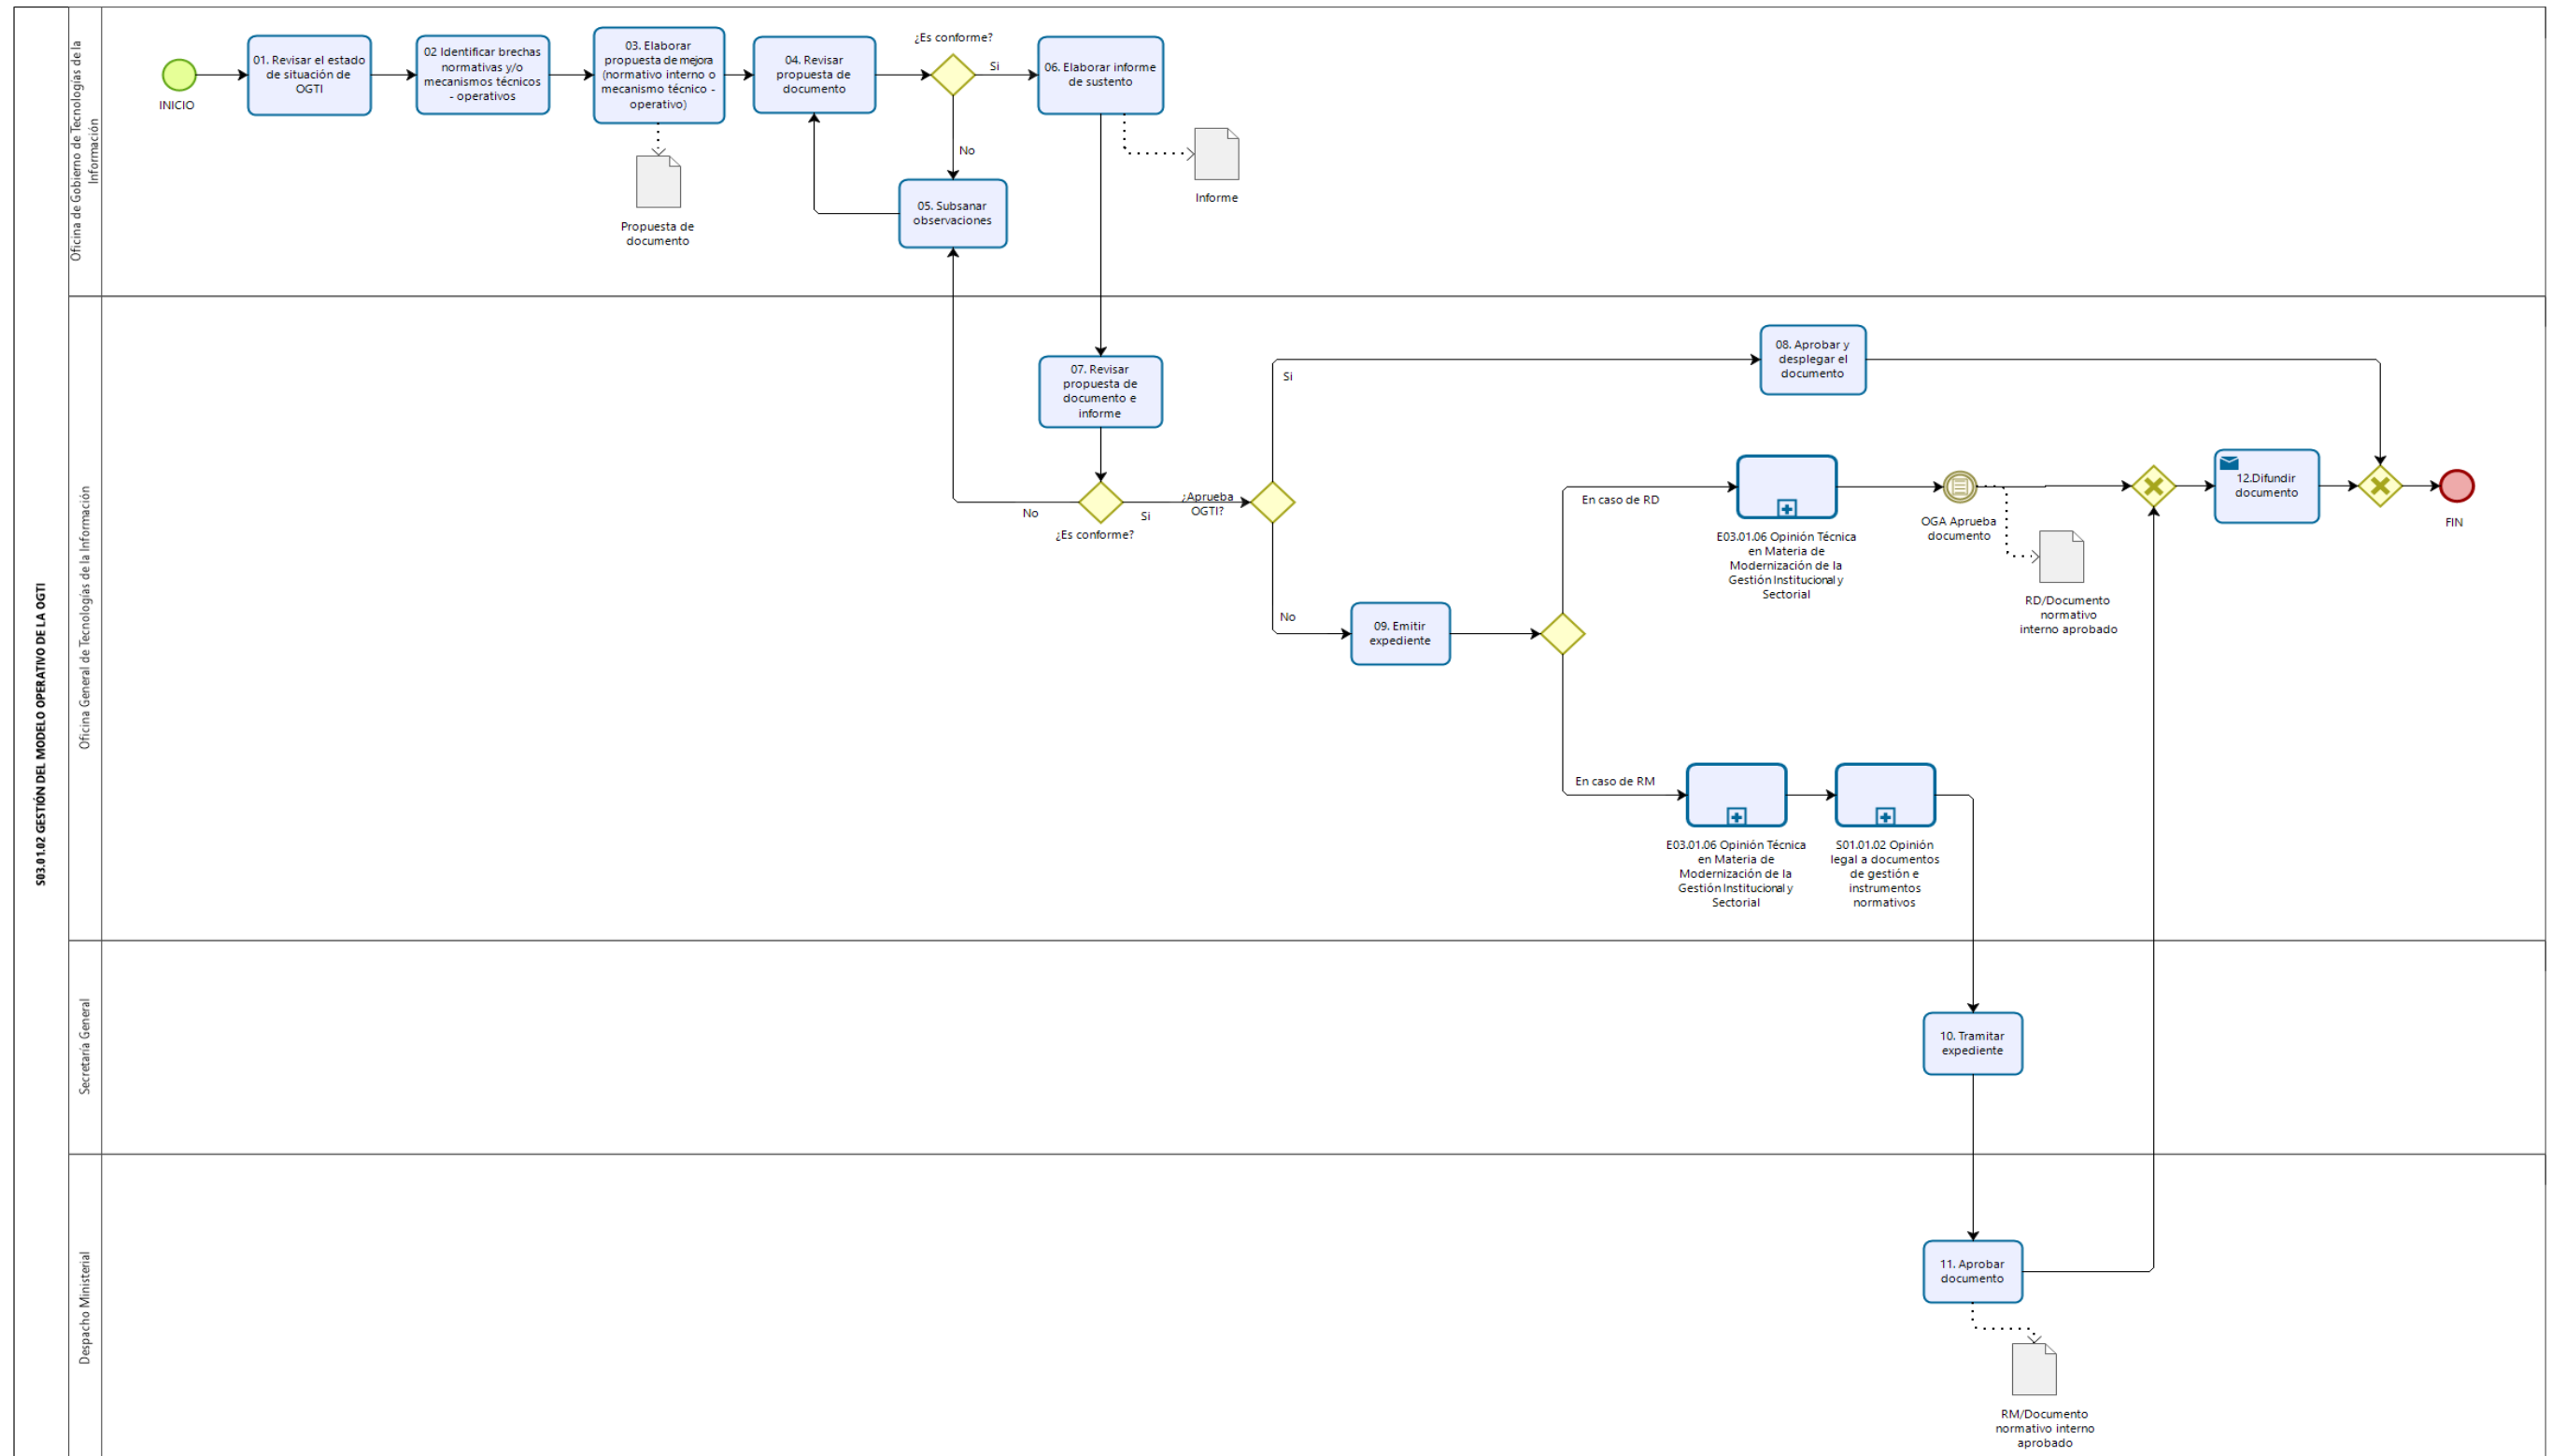 S03.01.02 GESTIÓN DEL MODELO OPERATIVO DE LA OGTI
Oficina de Gobierno de Tecnologías de la
Información
INICIO
01. Revisar el estado
de situación de
OGTI
02 Identificar brechas
normativas y/o
mecanismos técnicos
- operativos
03. Elaborar
propuesta de mejora
(normativo interno o
mecanismo técnico -
operativo)
Propuesta de
documento
04. Revisar
propuesta de
documento
¿Es conforme?
Si
No
05. Subsanar
observaciones
06. Elaborar informe
de sustento
Informe
Oficina General de Tecnologías de la Información
07. Revisar
propuesta de
documento e
informe
No
¿Es conforme?
Si
¿Aprueba
OGTI?
Si
No
08. Aprobar y
desplegar el
documento
09. Emitir
expediente
En caso de RD
E03.01.06 Opinión Técnica
en Materia de
Modernización de la
Gestión Institucional y
Sectorial
OGA Aprueba
documento
RD/Documento
normativo
interno aprobado
12.Difundir
documento
FIN
En caso de RM
E03.01.06 Opinión Técnica
en Materia de
Modernización de la
Gestión Institucional y
Sectorial
S01.01.02 Opinión
legal a documentos
de gestión e
instrumentos
normativos
Secretaría General
10. Tramitar
expediente
Despacho Ministerial
11. Aprobar
documento
RM/Documento
normativo interno
aprobado